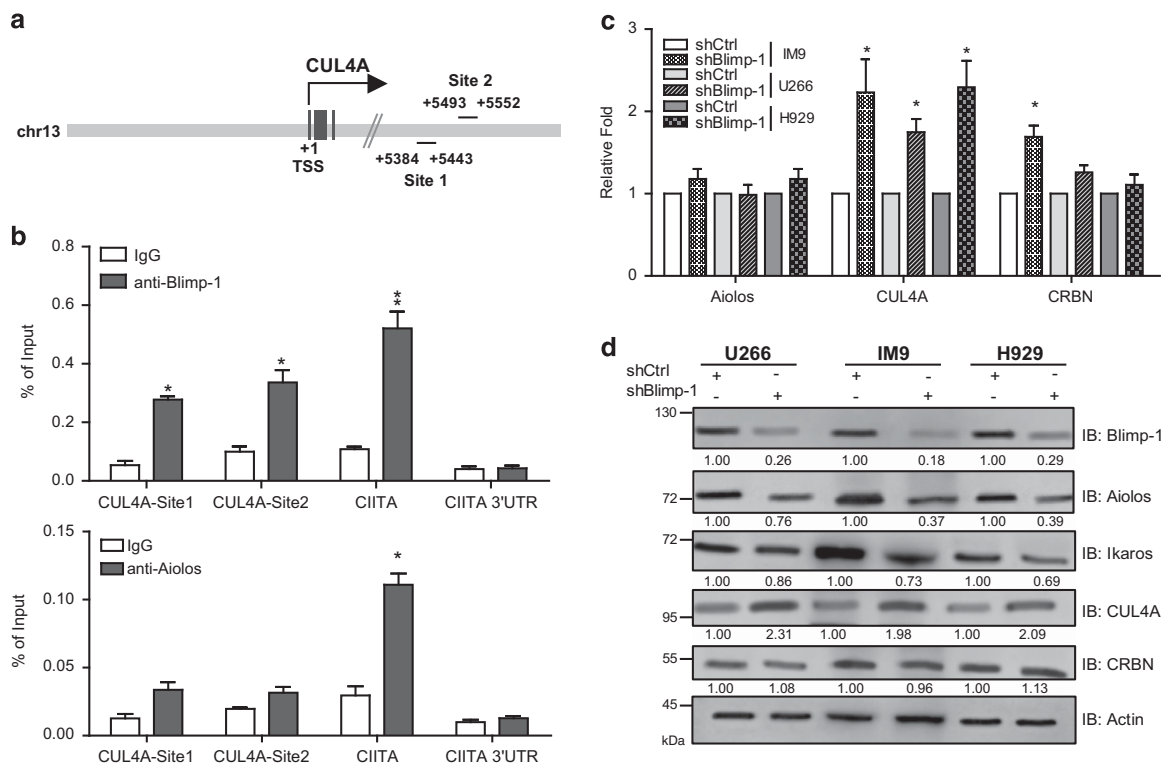 a
CUL4A
Site 2
+5493 +5552
chr13
+1
TSS
+5384 +5443
Site 1
b
0.8
0.6
0.4
0.2
0.0
% of Input
IgG
anti-Blimp-1
*
*
**
CUL4A-Site1 CUL4A-Site2 CIITA CIITA 3'UTR
0.15
0.10
0.05
0.00
% of Input
IgG
anti-Aiolos
*
CUL4A-Site1 CUL4A-Site2 CIITA CIITA 3'UTR
c
3
2
1
0
Relative Fold
shCtrl
shBlimp-1
IM9
shCtrl
shBlimp-1
U266
shCtrl
shBlimp-1
H929
* * * *
Aiolos CUL4A CRBN
d
U266 IM9 H929
shCtrl + - + - + -
shBlimp-1 - + - + - +
130
IB: Blimp-1
1.00 0.26 1.00 0.18 1.00 0.29
72
IB: Aiolos
1.00 0.76 1.00 0.37 1.00 0.39
72
IB: Ikaros
1.00 0.86 1.00 0.73 1.00 0.69
95
IB: CUL4A
1.00 2.31 1.00 1.98 1.00 2.09
55
IB: CRBN
1.00 1.08 1.00 0.96 1.00 1.13
45
IB: Actin
kDa